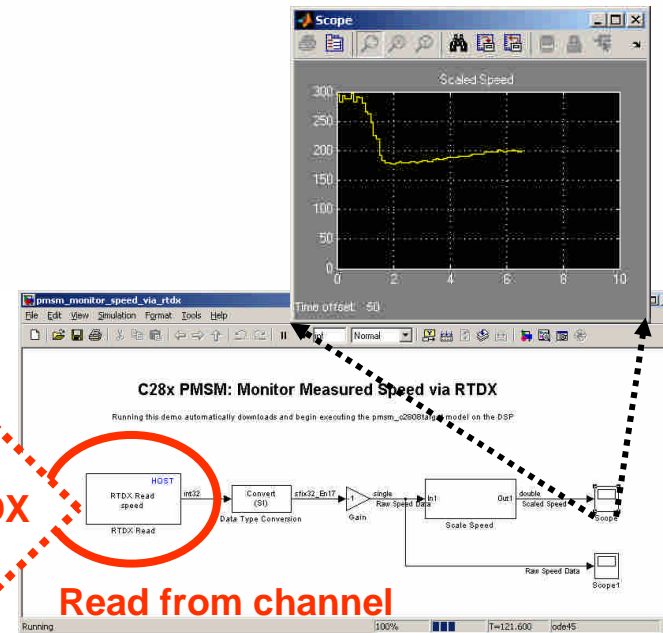 Scope
Scaled Speed
300
250
200
150
100
50
0
0 2 4 6 8 10
Time offset: 50
pmsm_monitor_speed_via_rtdx
File Edit View Simulation Format Tools Help
inf Normal
C28x PMSM: Monitor Measured Speed via RTDX
Running this demo automatically downloads and begin executing the pmsm_c2808target model on the DSP
HOST
RTDX Read
speed
RTDX Read
int32
Convert
(SI)
Data Type Conversion
sfix32_En17
-1
Gain
single
Raw Speed Data
In1 Out1
Scale Speed
double
Scaled Speed
Scope
Raw Speed Data
Scope1
DX
Read from channel
Running 100% T=121.600 ode45